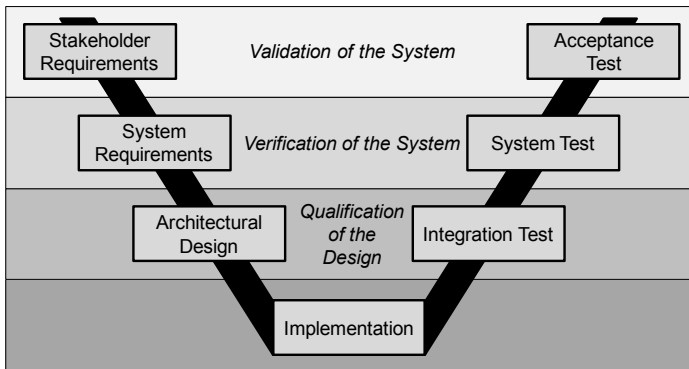 Stakeholder
Requirements
Validation of the System
Acceptance
Test
System
Requirements
Verification of the System
System Test
Architectural
Design
Qualification
of the
Design
Integration Test
Implementation